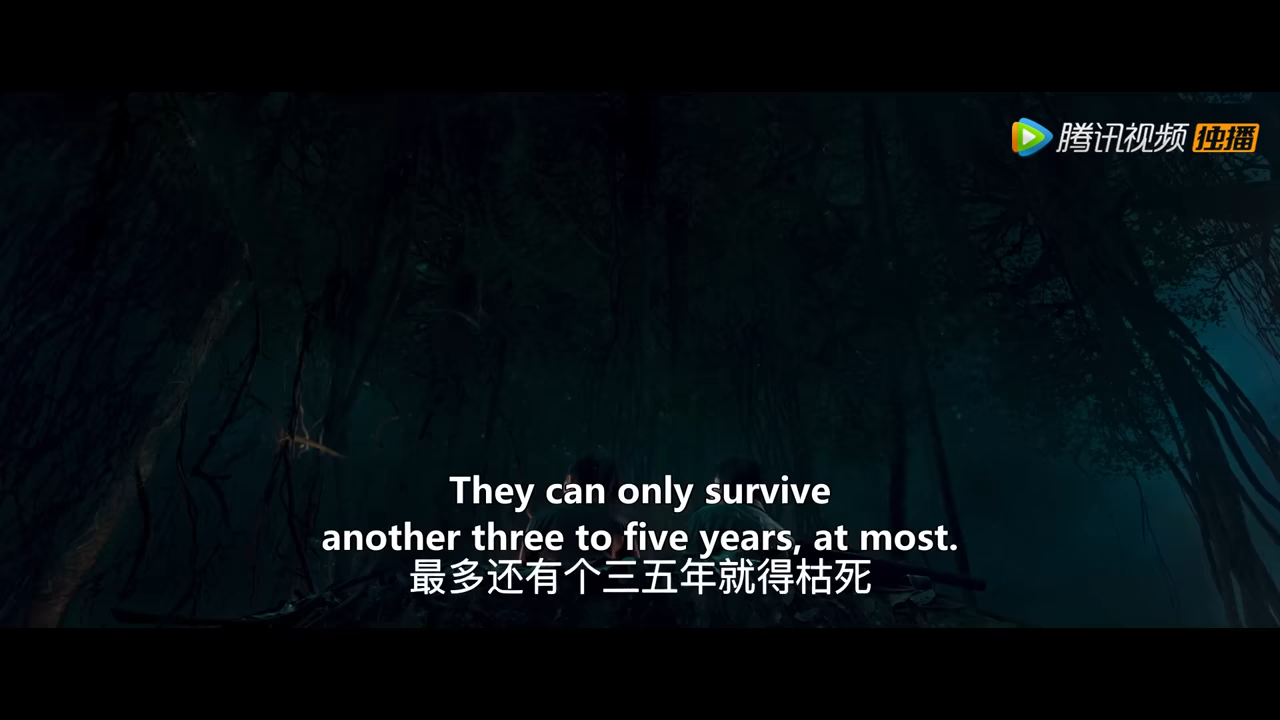 腾讯视频 独播
They can only survive
another three to five years, at most.
最多还有个三五年就得枯死